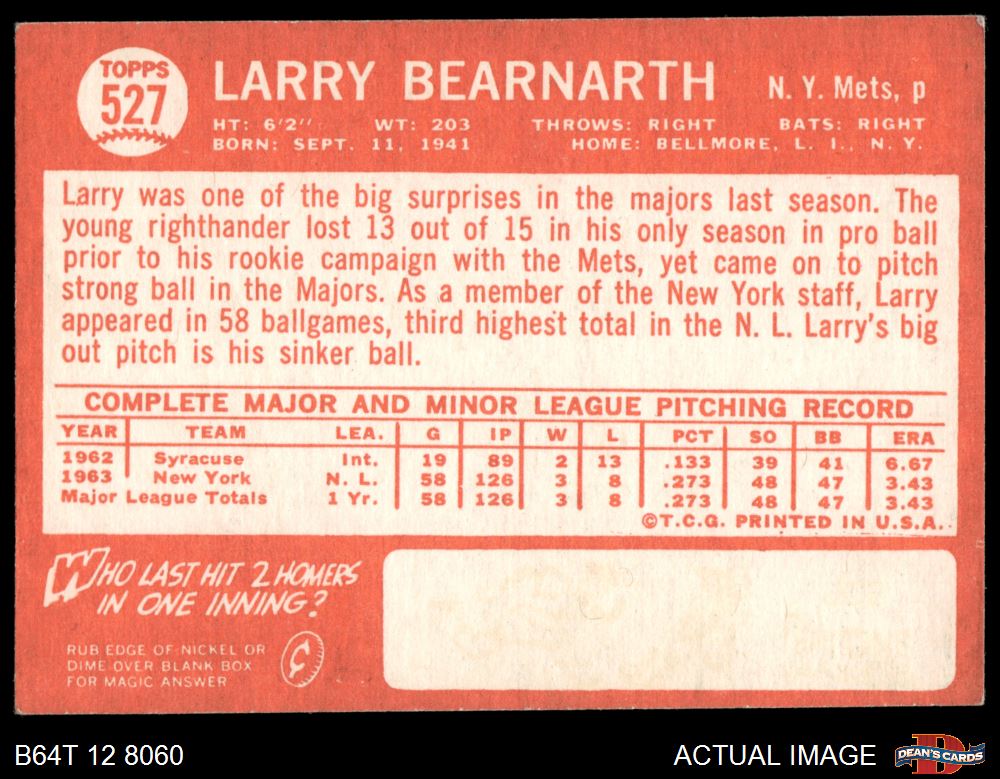 TOPPS
527
LARRY BEARNARTH
N. Y. Mets, p
HT: 6'2" WT: 203 THROWS: RIGHT BATS: RIGHT
BORN: SEPT. 11, 1941 HOME: BELLMORE, L. I., N. Y.
Larry was one of the big surprises in the majors last season. The
young righthander lost 13 out of 15 in his only season in pro ball
prior to his rookie campaign with the Mets, yet came on to pitch
strong ball in the Majors. As a member of the New York staff, Larry
appeared in 58 ballgames, third highest total in the N. L. Larry's big
out pitch is his sinker ball.
COMPLETE MAJOR AND MINOR LEAGUE PITCHING RECORD
YEAR TEAM LEA. G IP W L PCT SO BB ERA
1962 Syracuse Int. 19 89 2 13 .133 39 41 6.67
1963 New York N. L. 58 126 3 8 .273 48 47 3.43
Major League Totals 1 Yr. 58 126 3 8 .273 48 47 3.43
©T.C.G. PRINTED IN U.S.A.
WHO LAST HIT 2 HOMERS
IN ONE INNING?
RUB EDGE OF NICKEL OR
DIME OVER BLANK BOX
FOR MAGIC ANSWER
¢
B64T 12 8060
ACTUAL IMAGE
D
DEAN'S CARDS